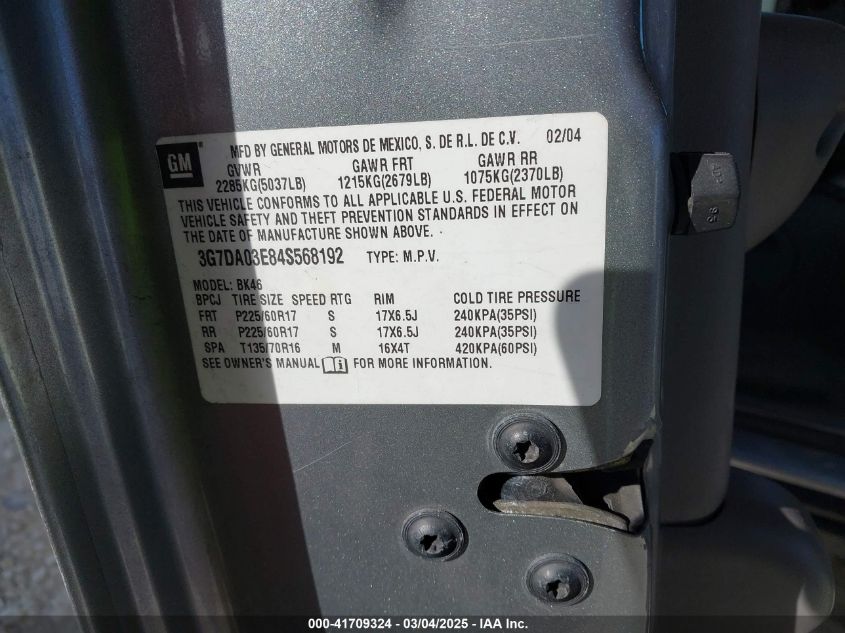 GM
MFD BY GENERAL MOTORS DE MEXICO, S. DE R.L. DE C.V. 02/04
GVWR GAWR FRT GAWR RR
2285KG(5037LB) 1215KG(2679LB) 1075KG(2370LB)
THIS VEHICLE CONFORMS TO ALL APPLICABLE U.S. FEDERAL MOTOR
VEHICLE SAFETY AND THEFT PREVENTION STANDARDS IN EFFECT ON
THE DATE OF MANUFACTURE SHOWN ABOVE.
3G7DA03E84S568192 TYPE: M.P.V.
MODEL: BK46
BPCJ TIRE SIZE SPEED RTG RIM COLD TIRE PRESSURE
FRT P225/60R17 S 17X6.5J 240KPA(35PSI)
RR P225/60R17 S 17X6.5J 240KPA(35PSI)
SPA T135/70R16 M 16X4T 420KPA(60PSI)
SEE OWNER'S MANUAL FOR MORE INFORMATION.
000-41709324 - 03/04/2025 - IAA Inc.